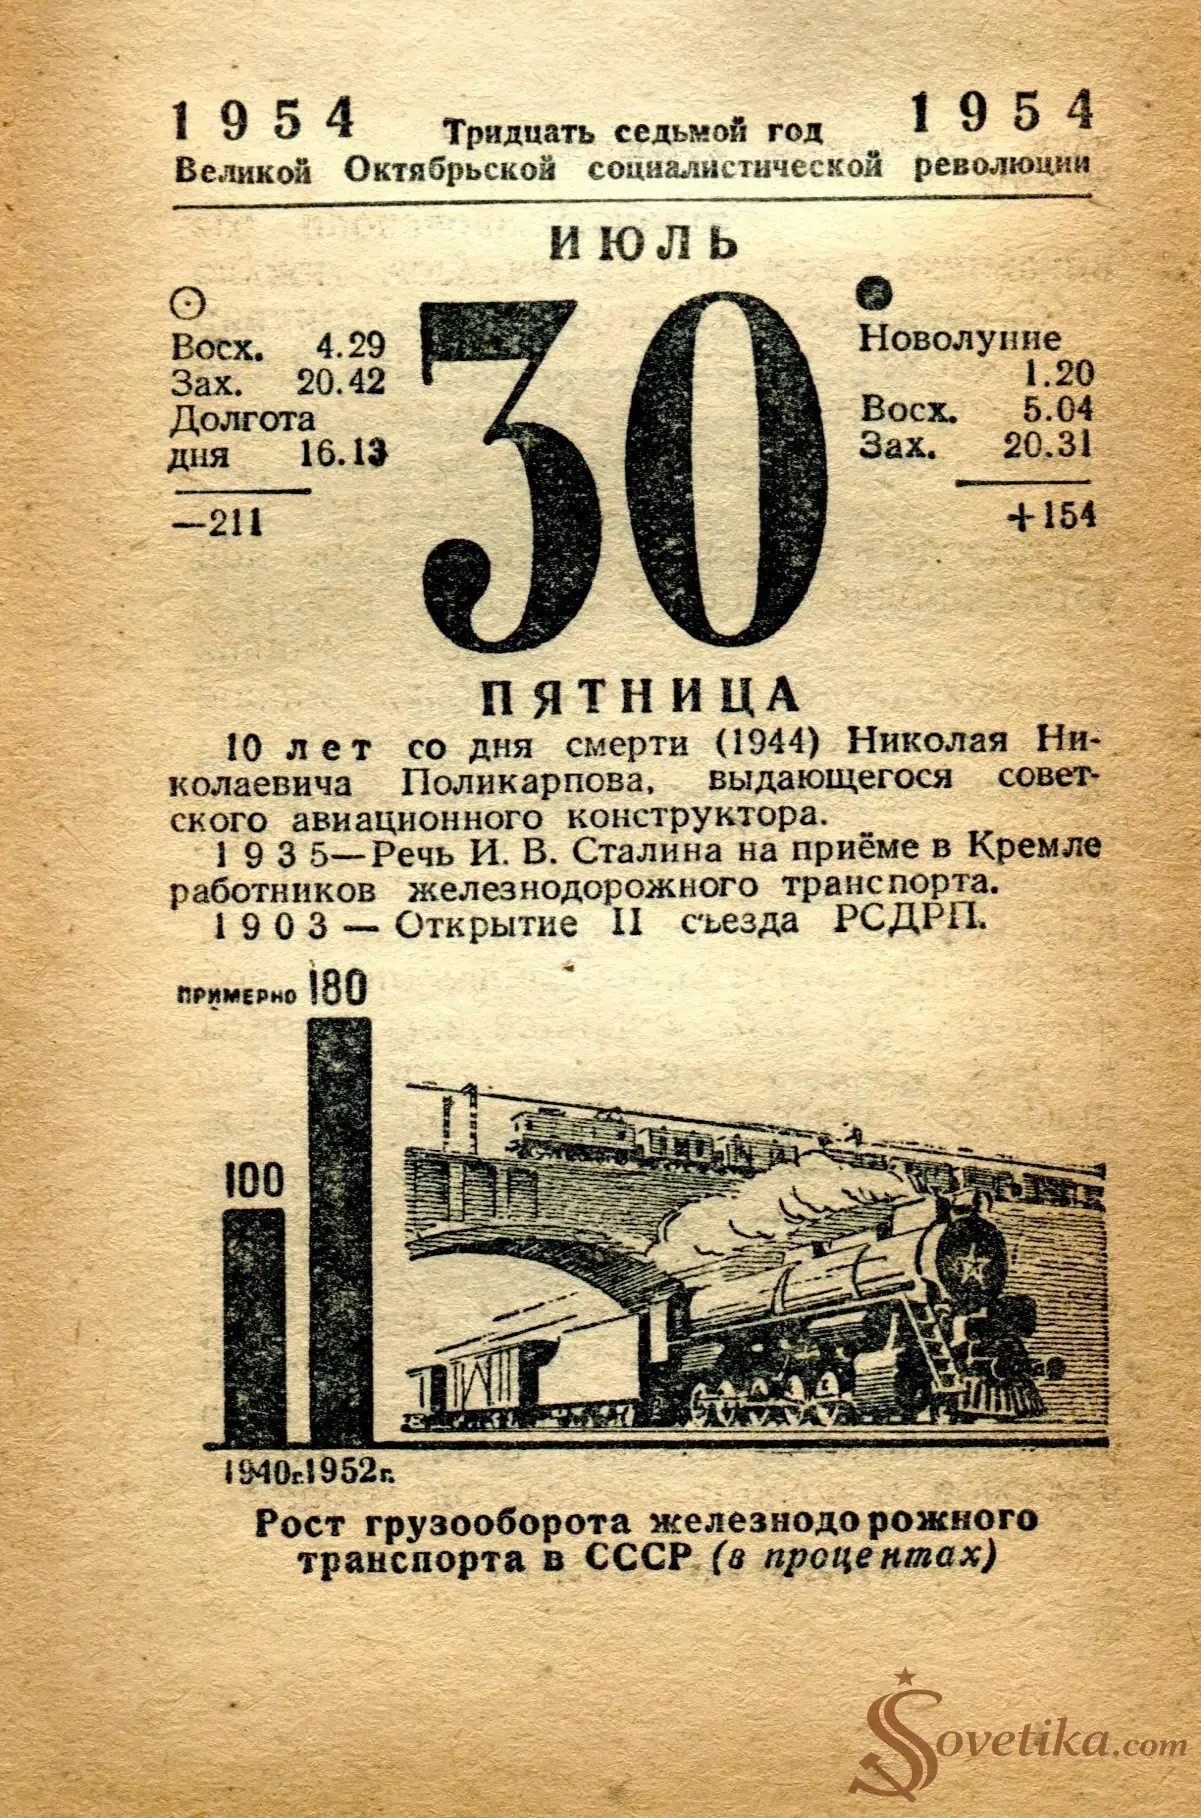 1954 Тридцать седьмой год 1954
Великой Октябрьской социалистической революции
ИЮЛЬ
30
Восх. 4.29
Зах. 20.42
Долгота
дня 16.13
—211
Новолуние
1.20
Восх. 5.04
Зах. 20.31
+154
ПЯТНИЦА
10 лет со дня смерти (1944) Николая Ни-
колаевича Поликарпова, выдающегося совет-
ского авиационного конструктора.
1935—Речь И. В. Сталина на приёме в Кремле
работников железнодорожного транспорта.
1903 — Открытие II съезда РСДРП.
ПРИМЕРНО 180
100
1940г. 1952г.
Рост грузооборота железнодорожного
транспорта в СССР (в процентах)
Sovetika.com